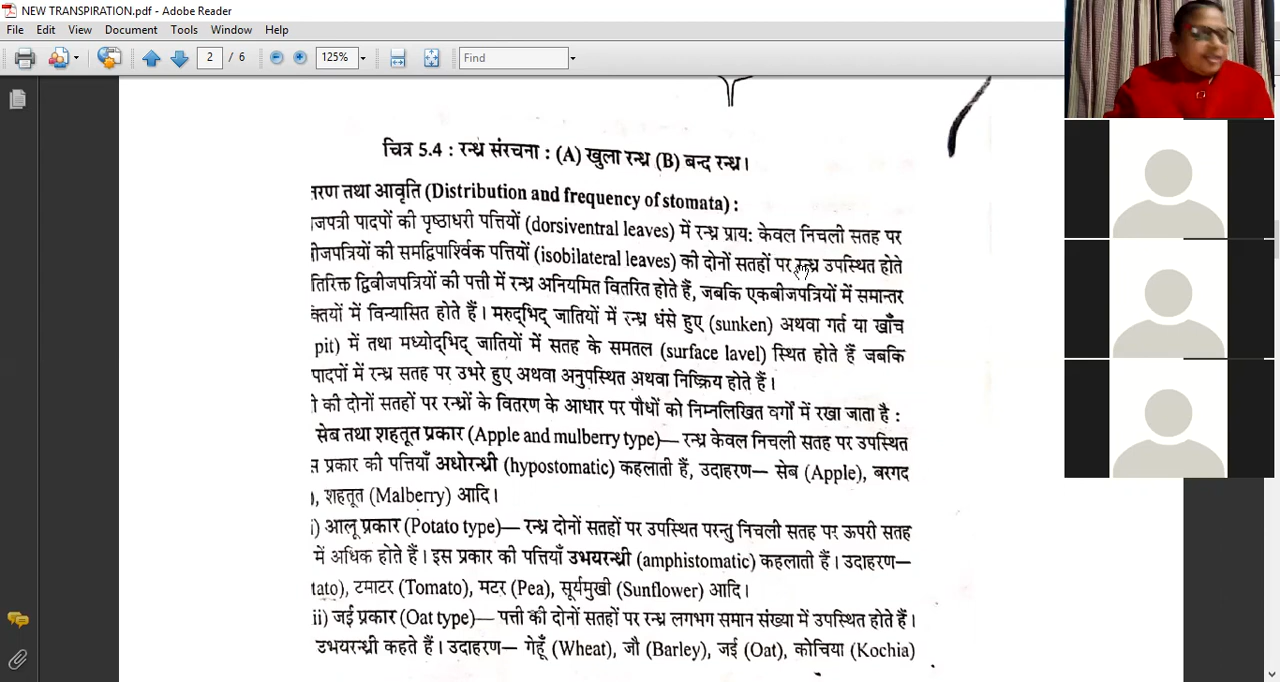 NEW TRANSPIRATION.pdf - Adobe Reader
File Edit View Document Tools Window Help
2 / 6 125% Find
चित्र 5.4 : रन्ध्र संरचना : (A) खुला रन्ध्र (B) बन्द रन्ध्र।
तरण तथा आवृति (Distribution and frequency of stomata) :
जपत्री पादपों की पृष्ठाधरी पत्तियों (dorsiventral leaves) में रन्ध्र प्राय: केवल निचली सतह पर
ीजपत्रियों की समद्विपार्श्विक पत्तियों (isobilateral leaves) की दोनों सतहों पर रन्ध्र उपस्थित होते
तिरिक्त द्विबीजपत्रियों की पत्ती में रन्ध्र अनियमित वितरित होते हैं, जबकि एकबीजपत्रियों में समान्तर
क्तियों में विन्यासित होते हैं। मरुद्भिद् जातियों में रन्ध्र धंसे हुए (sunken) अथवा गर्त या खाँच
pit) में तथा मध्योद्भिद् जातियों में सतह के समतल (surface lavel) स्थित होते हैं जबकि
पादपों में रन्ध्र सतह पर उभरे हुए अथवा अनुपस्थित अथवा निष्क्रिय होते हैं।
ी की दोनों सतहों पर रन्ध्रों के वितरण के आधार पर पौधों को निम्नलिखित वर्गों में रखा जाता है :
सेब तथा शहतूत प्रकार (Apple and mulberry type)— रन्ध्र केवल निचली सतह पर उपस्थित
स प्रकार की पत्तियाँ अधोरन्ध्री (hypostomatic) कहलाती हैं, उदाहरण— सेब (Apple), बरगद
), शहतूत (Malberry) आदि।
i) आलू प्रकार (Potato type)— रन्ध्र दोनों सतहों पर उपस्थित परन्तु निचली सतह पर ऊपरी सतह
में अधिक होते हैं। इस प्रकार की पत्तियाँ उभयरन्ध्री (amphistomatic) कहलाती हैं। उदाहरण—
tato), टमाटर (Tomato), मटर (Pea), सूर्यमुखी (Sunflower) आदि।
ii) जई प्रकार (Oat type)— पत्ती की दोनों सतहों पर रन्ध्र लगभग समान संख्या में उपस्थित होते हैं।
उभयरन्ध्री कहते हैं। उदाहरण— गेहूँ (Wheat), जौ (Barley), जई (Oat), कोचिया (Kochia)